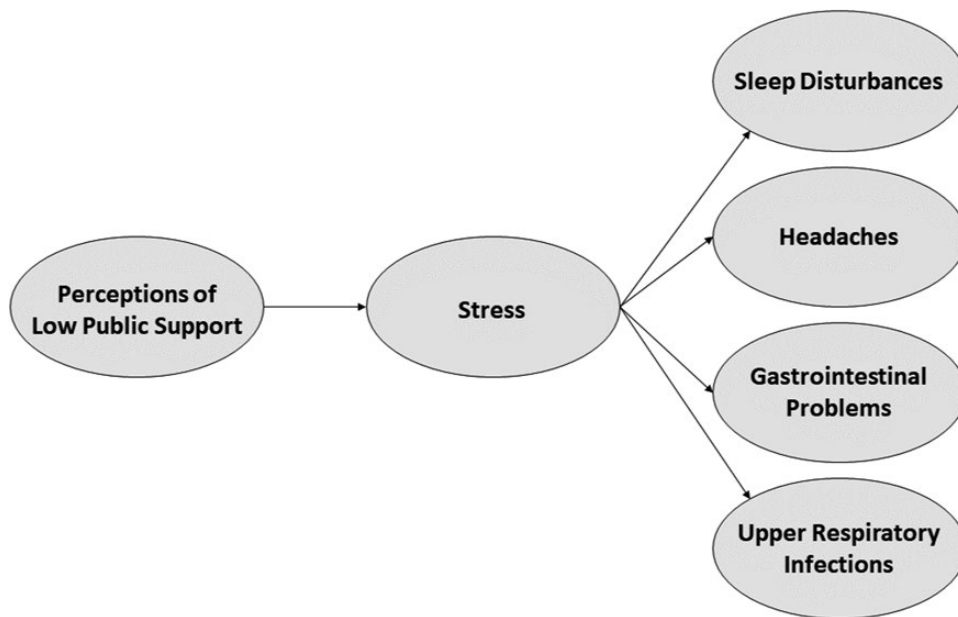 Perceptions of
Low Public Support
Stress
Sleep Disturbances
Headaches
Gastrointestinal
Problems
Upper Respiratory
Infections